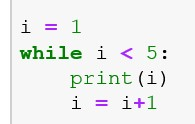 i = 1
while i < 5:
    print(i)
    i = i+1